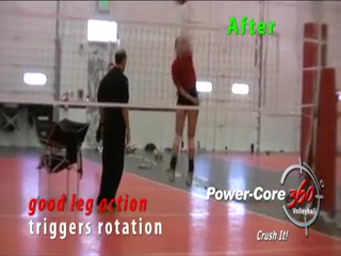 After
good leg action
triggers rotation
Power-Core 360°
Volleyball
Crush It!